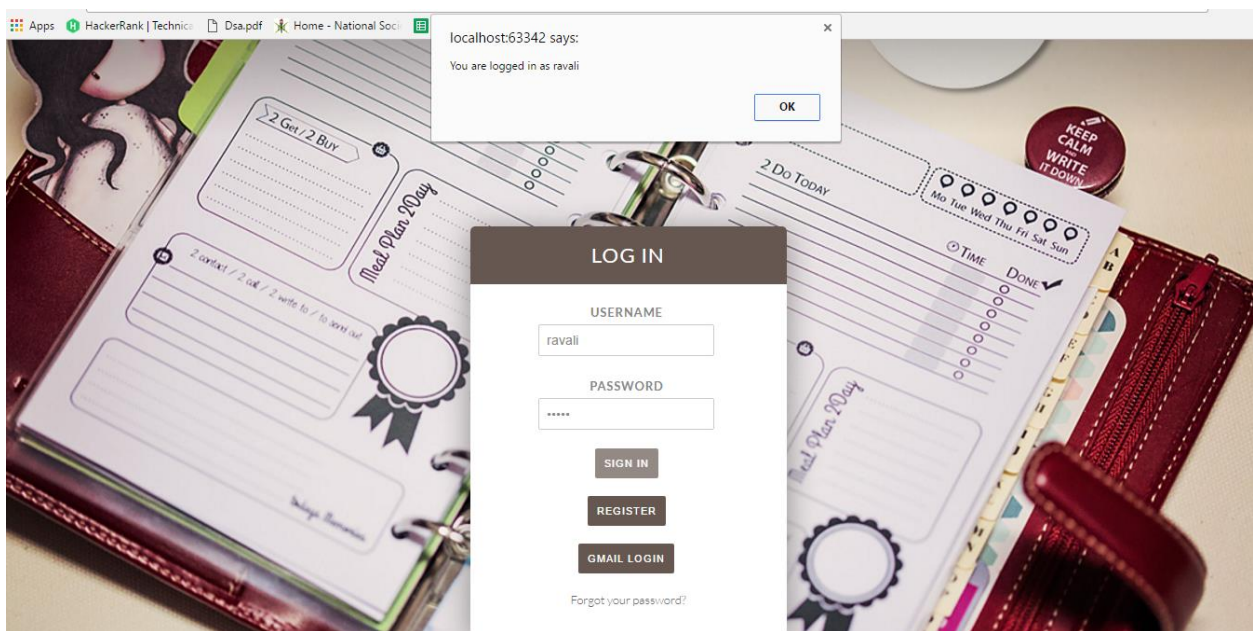 Apps HackerRank | Technica Dsa.pdf Home - National Soci
localhost:63342 says:
You are logged in as ravali
OK
2 Get / 2 Buy
Meal Plan 2Day
2 contact / 2 call / 2 write to / to send out
2 Do Today
Mo Tue Wed Thu Fri Sat Sun
Time Done
KEEP
CALM
AND
WRITE
IT DOWN
A
B
LOG IN
USERNAME
ravali
PASSWORD
•••••
SIGN IN
REGISTER
GMAIL LOGIN
Forgot your password?
Meal Plan 2Day